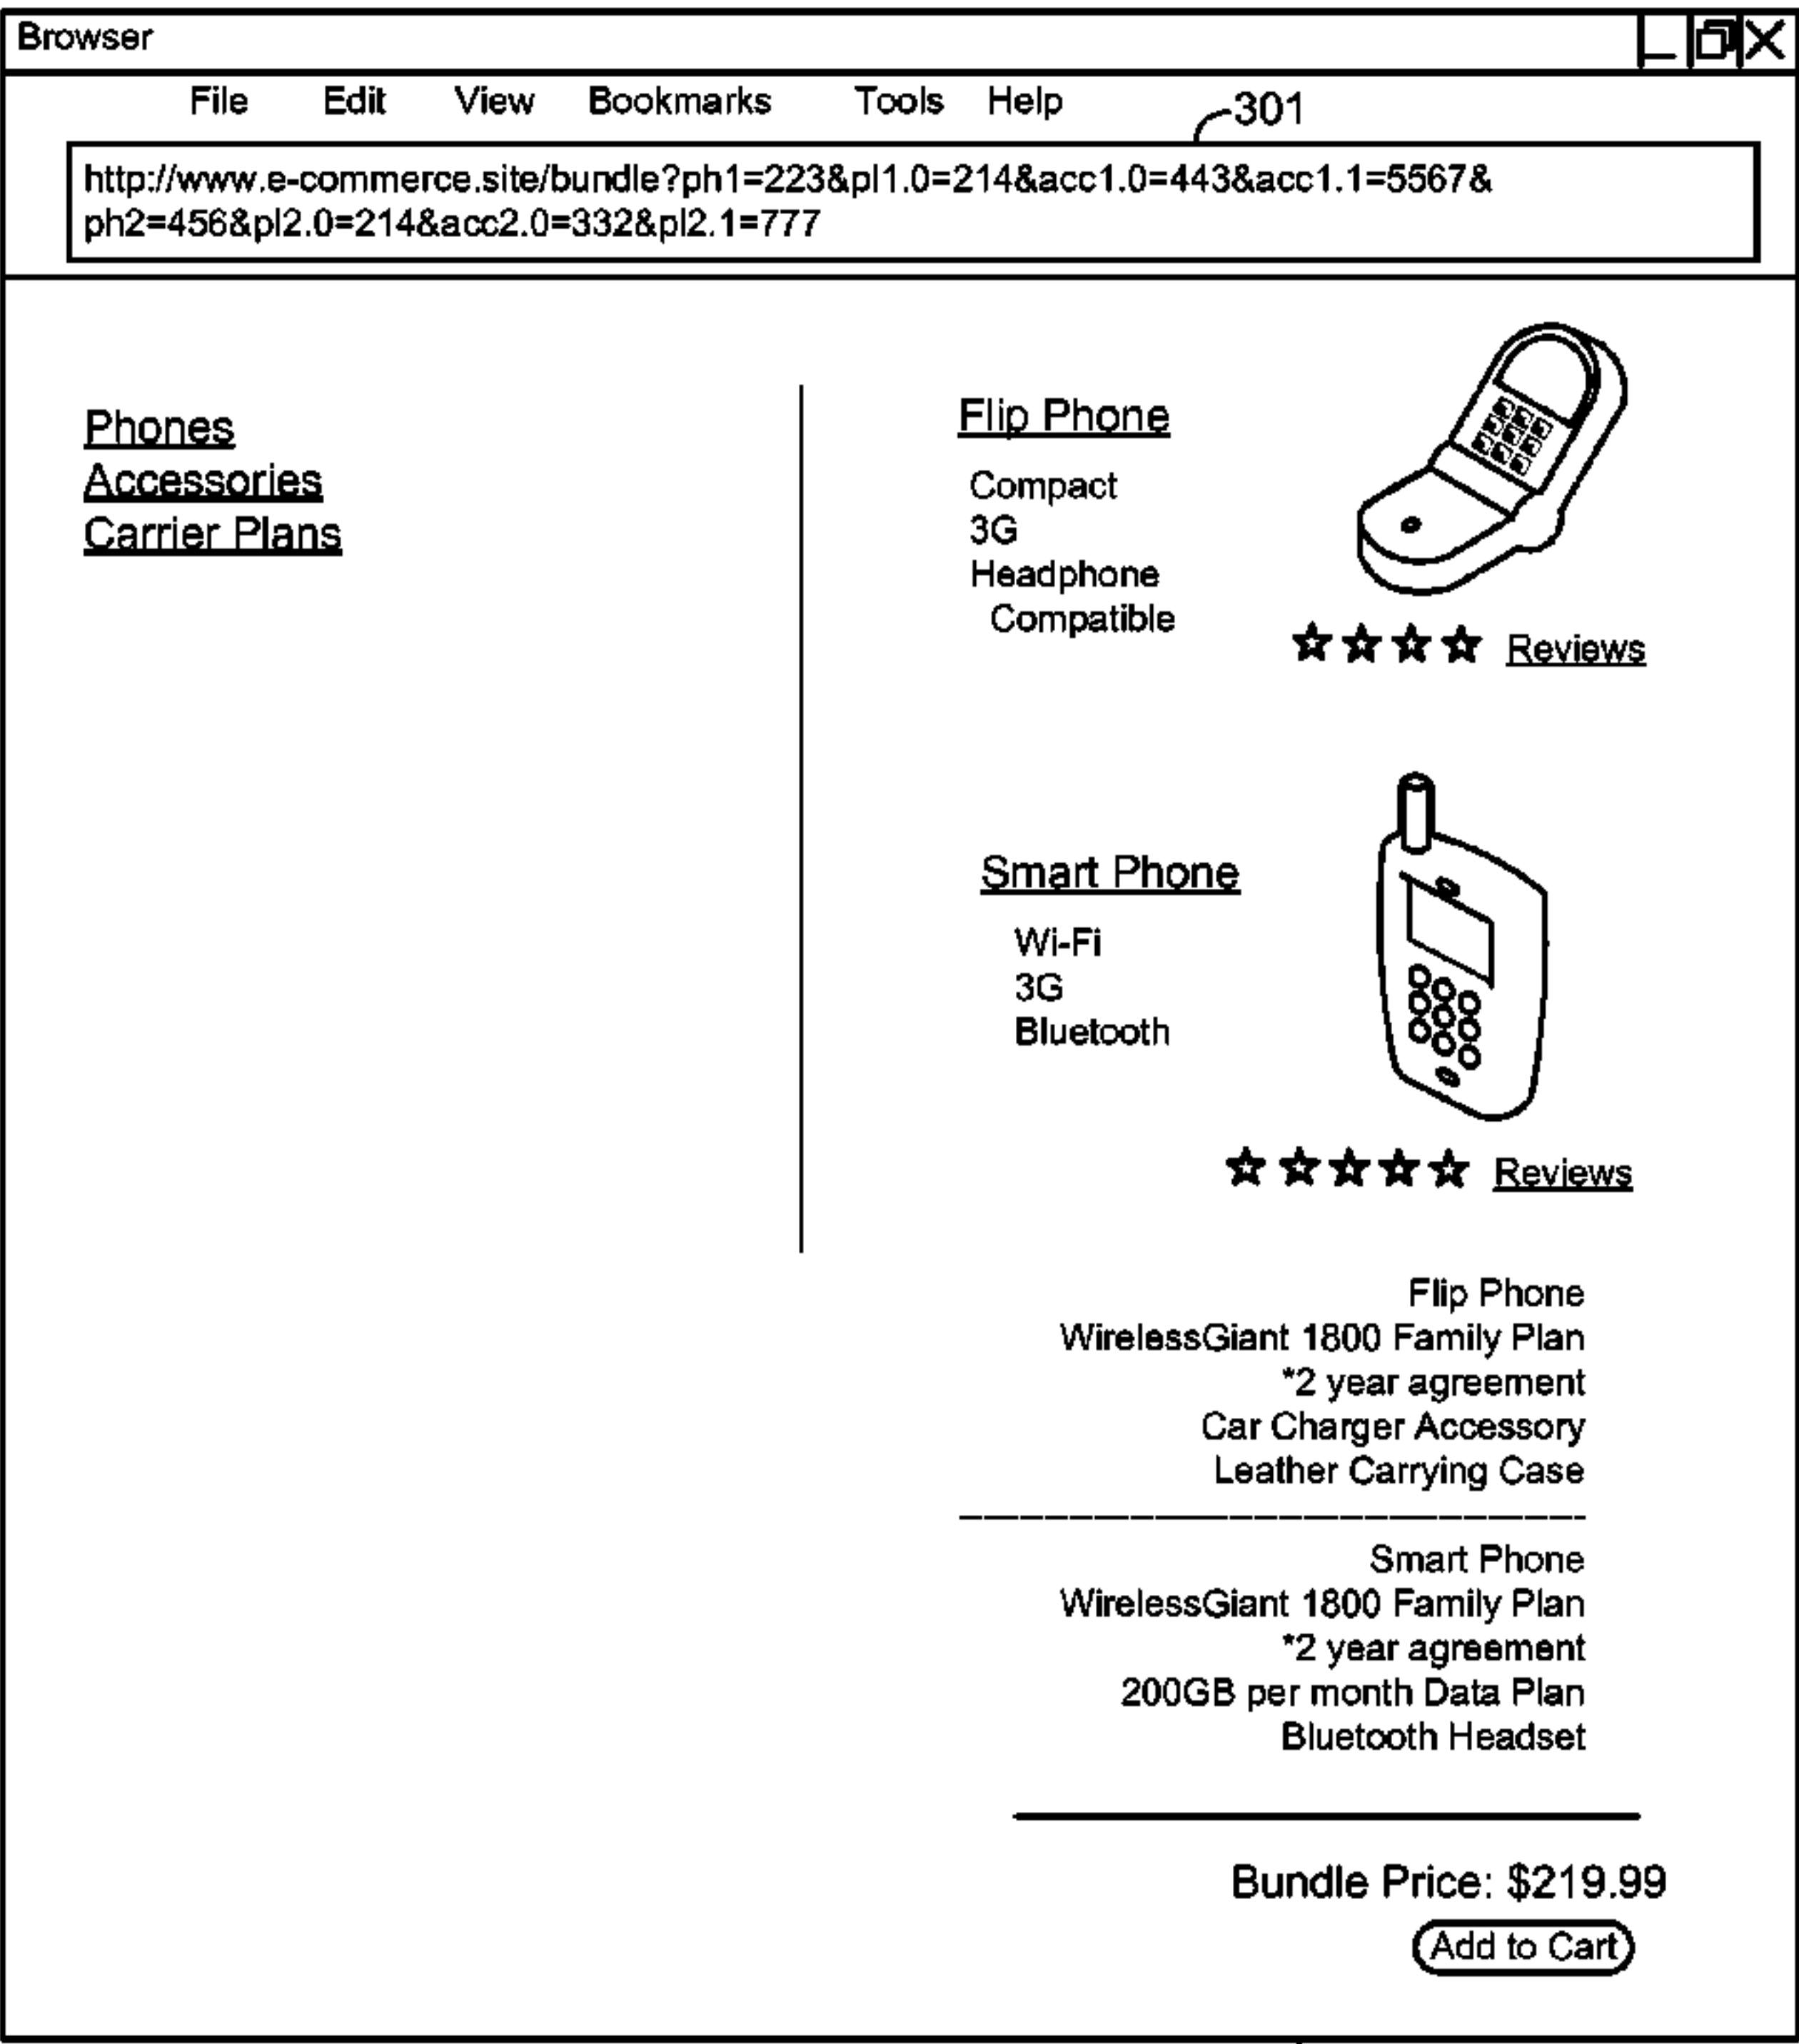 Browser
File Edit View Bookmarks Tools Help
301
http://www.e-commerce.site/bundle?ph1=223&pl1.0=214&acc1.0=443&acc1.1=5567&
ph2=456&pl2.0=214&acc2.0=332&pl2.1=777
Phones
Accessories
Carrier Plans
Flip Phone
Compact
3G
Headphone
Compatible
Reviews
Smart Phone
Wi-Fi
3G
Bluetooth
Reviews
Flip Phone
WirelessGiant 1800 Family Plan
*2 year agreement
Car Charger Accessory
Leather Carrying Case
Smart Phone
WirelessGiant 1800 Family Plan
*2 year agreement
200GB per month Data Plan
Bluetooth Headset
Bundle Price: $219.99
Add to Cart